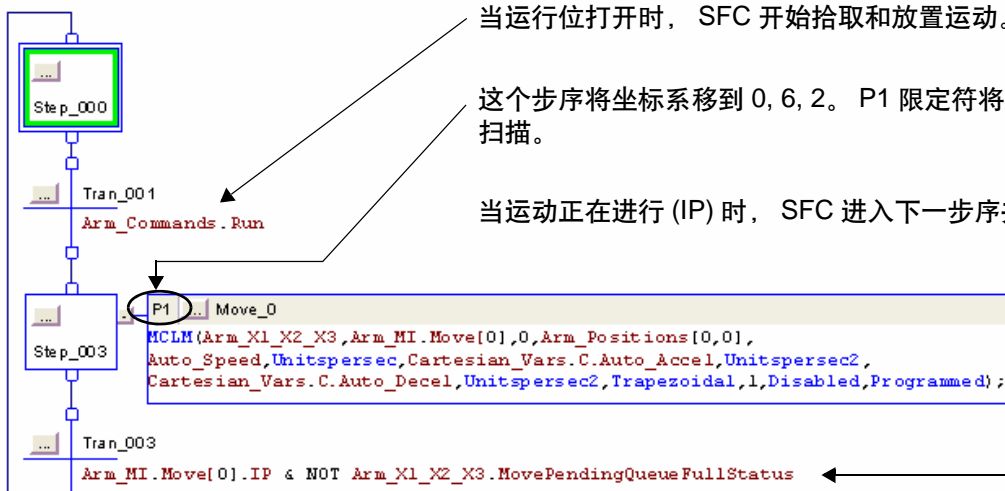 当运行位打开时， SFC 开始拾取和放置运动。
...
Step_000
这个步序将坐标系移到 0, 6, 2。 P1 限定符将
扫描。
... Tran_001
Arm_Commands.Run
当运动正在进行 (IP) 时， SFC 进入下一步序
...
Step_003
P1 ... Move_0
MCLM(Arm_X1_X2_X3,Arm_MI.Move[0],0,Arm_Positions[0,0],
Auto_Speed,Unitspersec,Cartesian_Vars.C.Auto_Accel,Unitspersec2,
Cartesian_Vars.C.Auto_Decel,Unitspersec2,Trapezoidal,1,Disabled,Programmed);
... Tran_003
Arm_MI.Move[0].IP & NOT Arm_X1_X2_X3.MovePendingQueueFullStatus